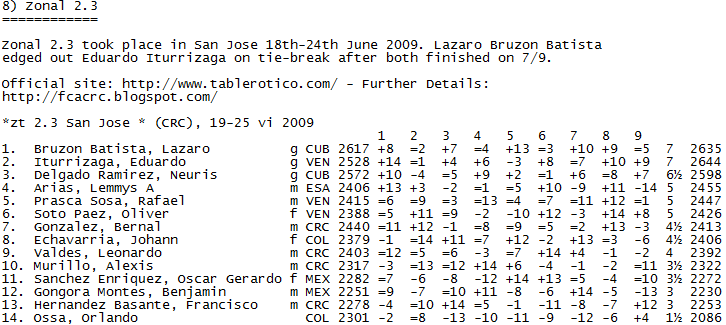 8) Zonal 2.3
============
Zonal 2.3 took place in San Jose 18th-24th June 2009. Lazaro Bruzon Batista
edged out Eduardo Iturrizaga on tie-break after both finished on 7/9.
Official site: http://www.tablerotico.com/ - Further Details:
http://fcacrc.blogspot.com/
*zt 2.3 San Jose * (CRC), 19-25 vi 2009
1 2 3 4 5 6 7 8 9
1. Bruzon Batista, Lazaro g CUB 2617 +8 =2 +7 =4 +13 =3 +10 +9 =5 7 2635
2. Iturrizaga, Eduardo g VEN 2528 +14 =1 +4 +6 -3 +8 =7 +10 +9 7 2644
3. Delgado Ramirez, Neuris g CUB 2572 +10 -4 =5 +9 +2 =1 +6 =8 +7 6½ 2598
4. Arias, Lemmys A m ESA 2406 +13 +3 -2 =1 =5 +10 -9 +11 -14 5 2455
5. Prasca Sosa, Rafael m VEN 2415 =6 =9 =3 =13 =4 =7 =11 +12 =1 5 2447
6. Soto Paez, Oliver f VEN 2388 =5 +11 =9 -2 -10 +12 -3 +14 +8 5 2426
7. Gonzalez, Bernal m CRC 2440 =11 +12 -1 =8 =9 =5 =2 +13 -3 4½ 2413
8. Echavarria, Johann f COL 2379 -1 =14 +11 =7 +12 -2 +13 =3 -6 4½ 2406
9. Valdes, Leonardo m CRC 2403 =12 =5 =6 -3 =7 +14 +4 -1 -2 4 2392
10. Murillo, Alexis m CRC 2317 -3 =13 =12 +14 +6 -4 -1 -2 =11 3½ 2322
11. Sanchez Enriquez, Oscar Gerardo f MEX 2282 =7 -6 -8 -12 +14 +13 =5 -4 =10 3½ 2272
12. Gongora Montes, Benjamin m MEX 2251 =9 -7 =10 +11 -8 -6 +14 -5 -13 3 2230
13. Hernandez Basante, Francisco m CRC 2278 -4 =10 +14 =5 -1 -11 -8 -7 +12 3 2253
14. Ossa, Orlando COL 2301 -2 =8 -13 -10 -11 -9 -12 -6 +4 1½ 2086